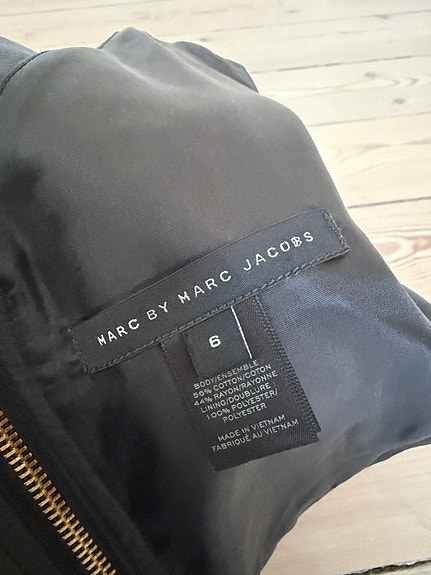 MARC BY MARC JACOBS
6
BODY/ENSEMBLE
56% COTTON/COTON
44% RAYON/RAYONNE
LINING/DOUBLURE
100% POLYESTER/
POLYESTER
MADE IN VIETNAM
FABRIQUÉ AU VIETNAM